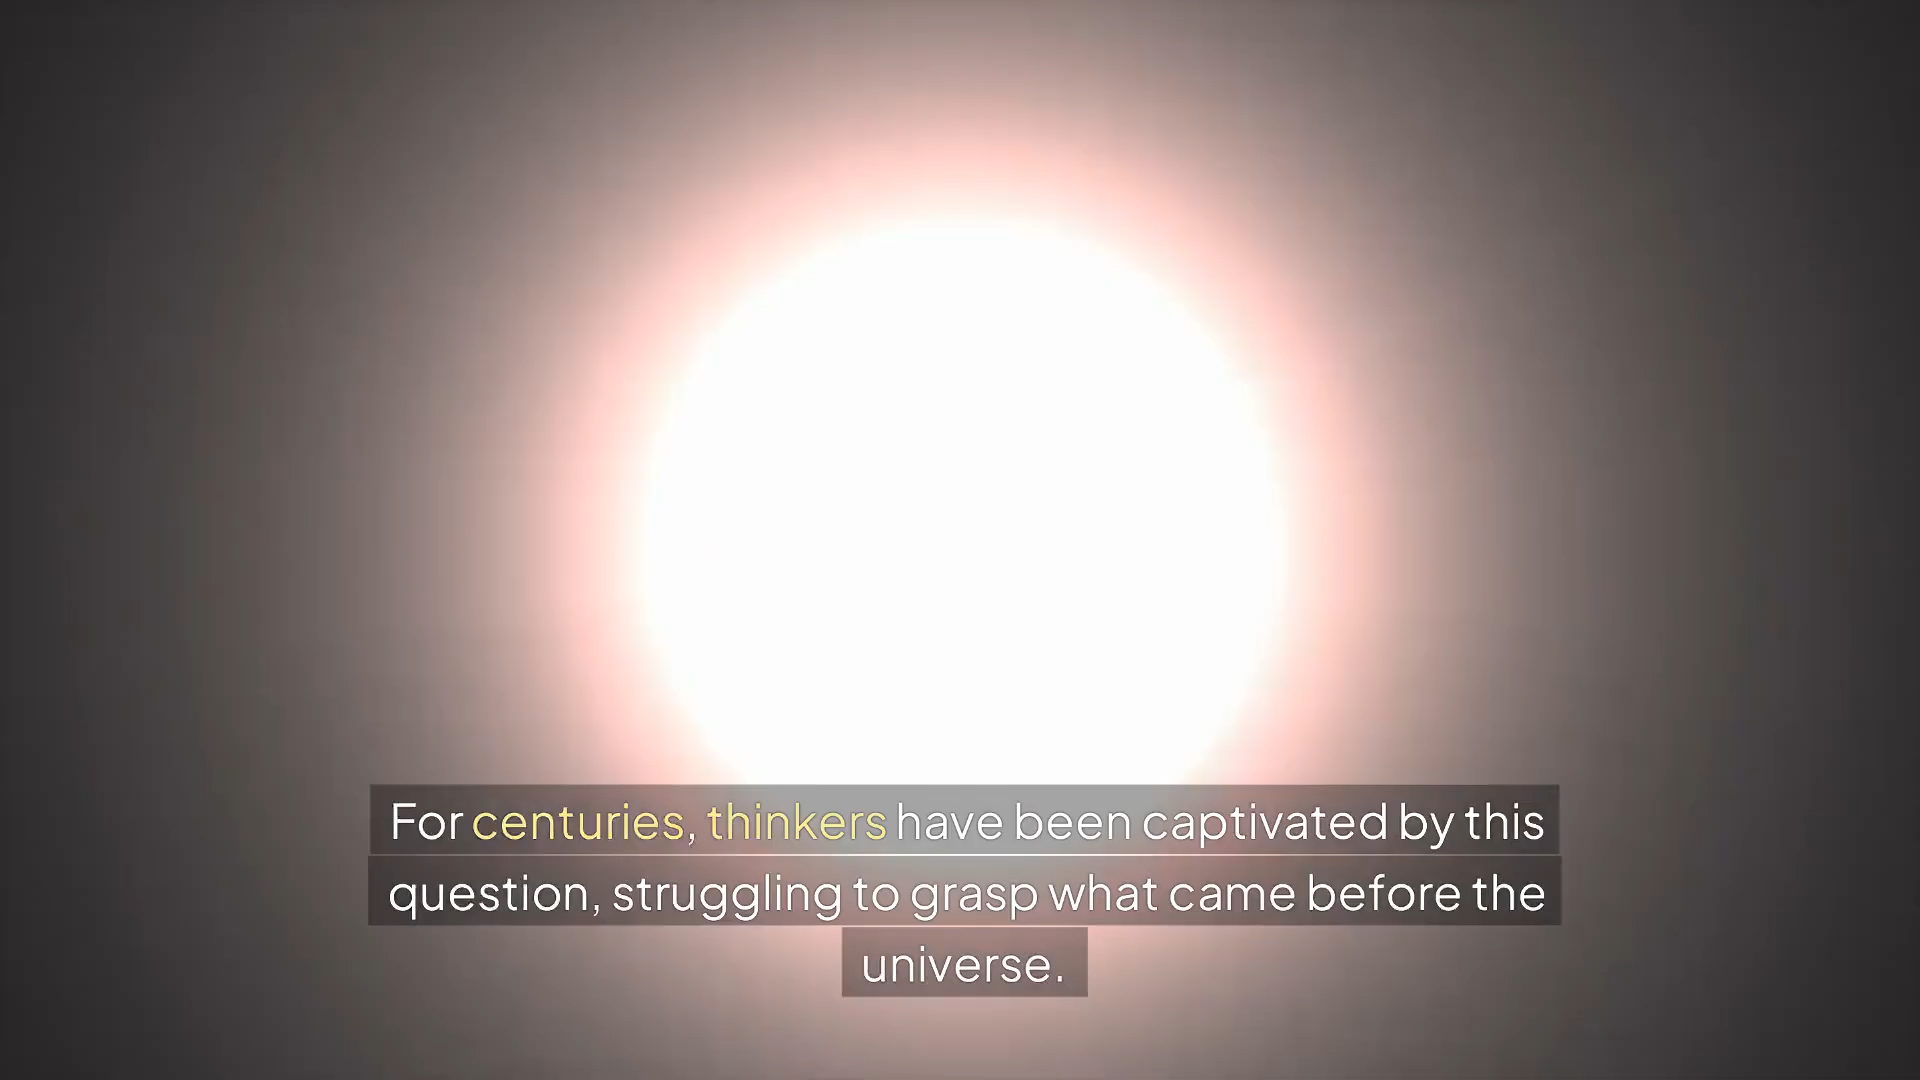 For centuries, thinkers have been captivated by this
question, struggling to grasp what came before the
universe.